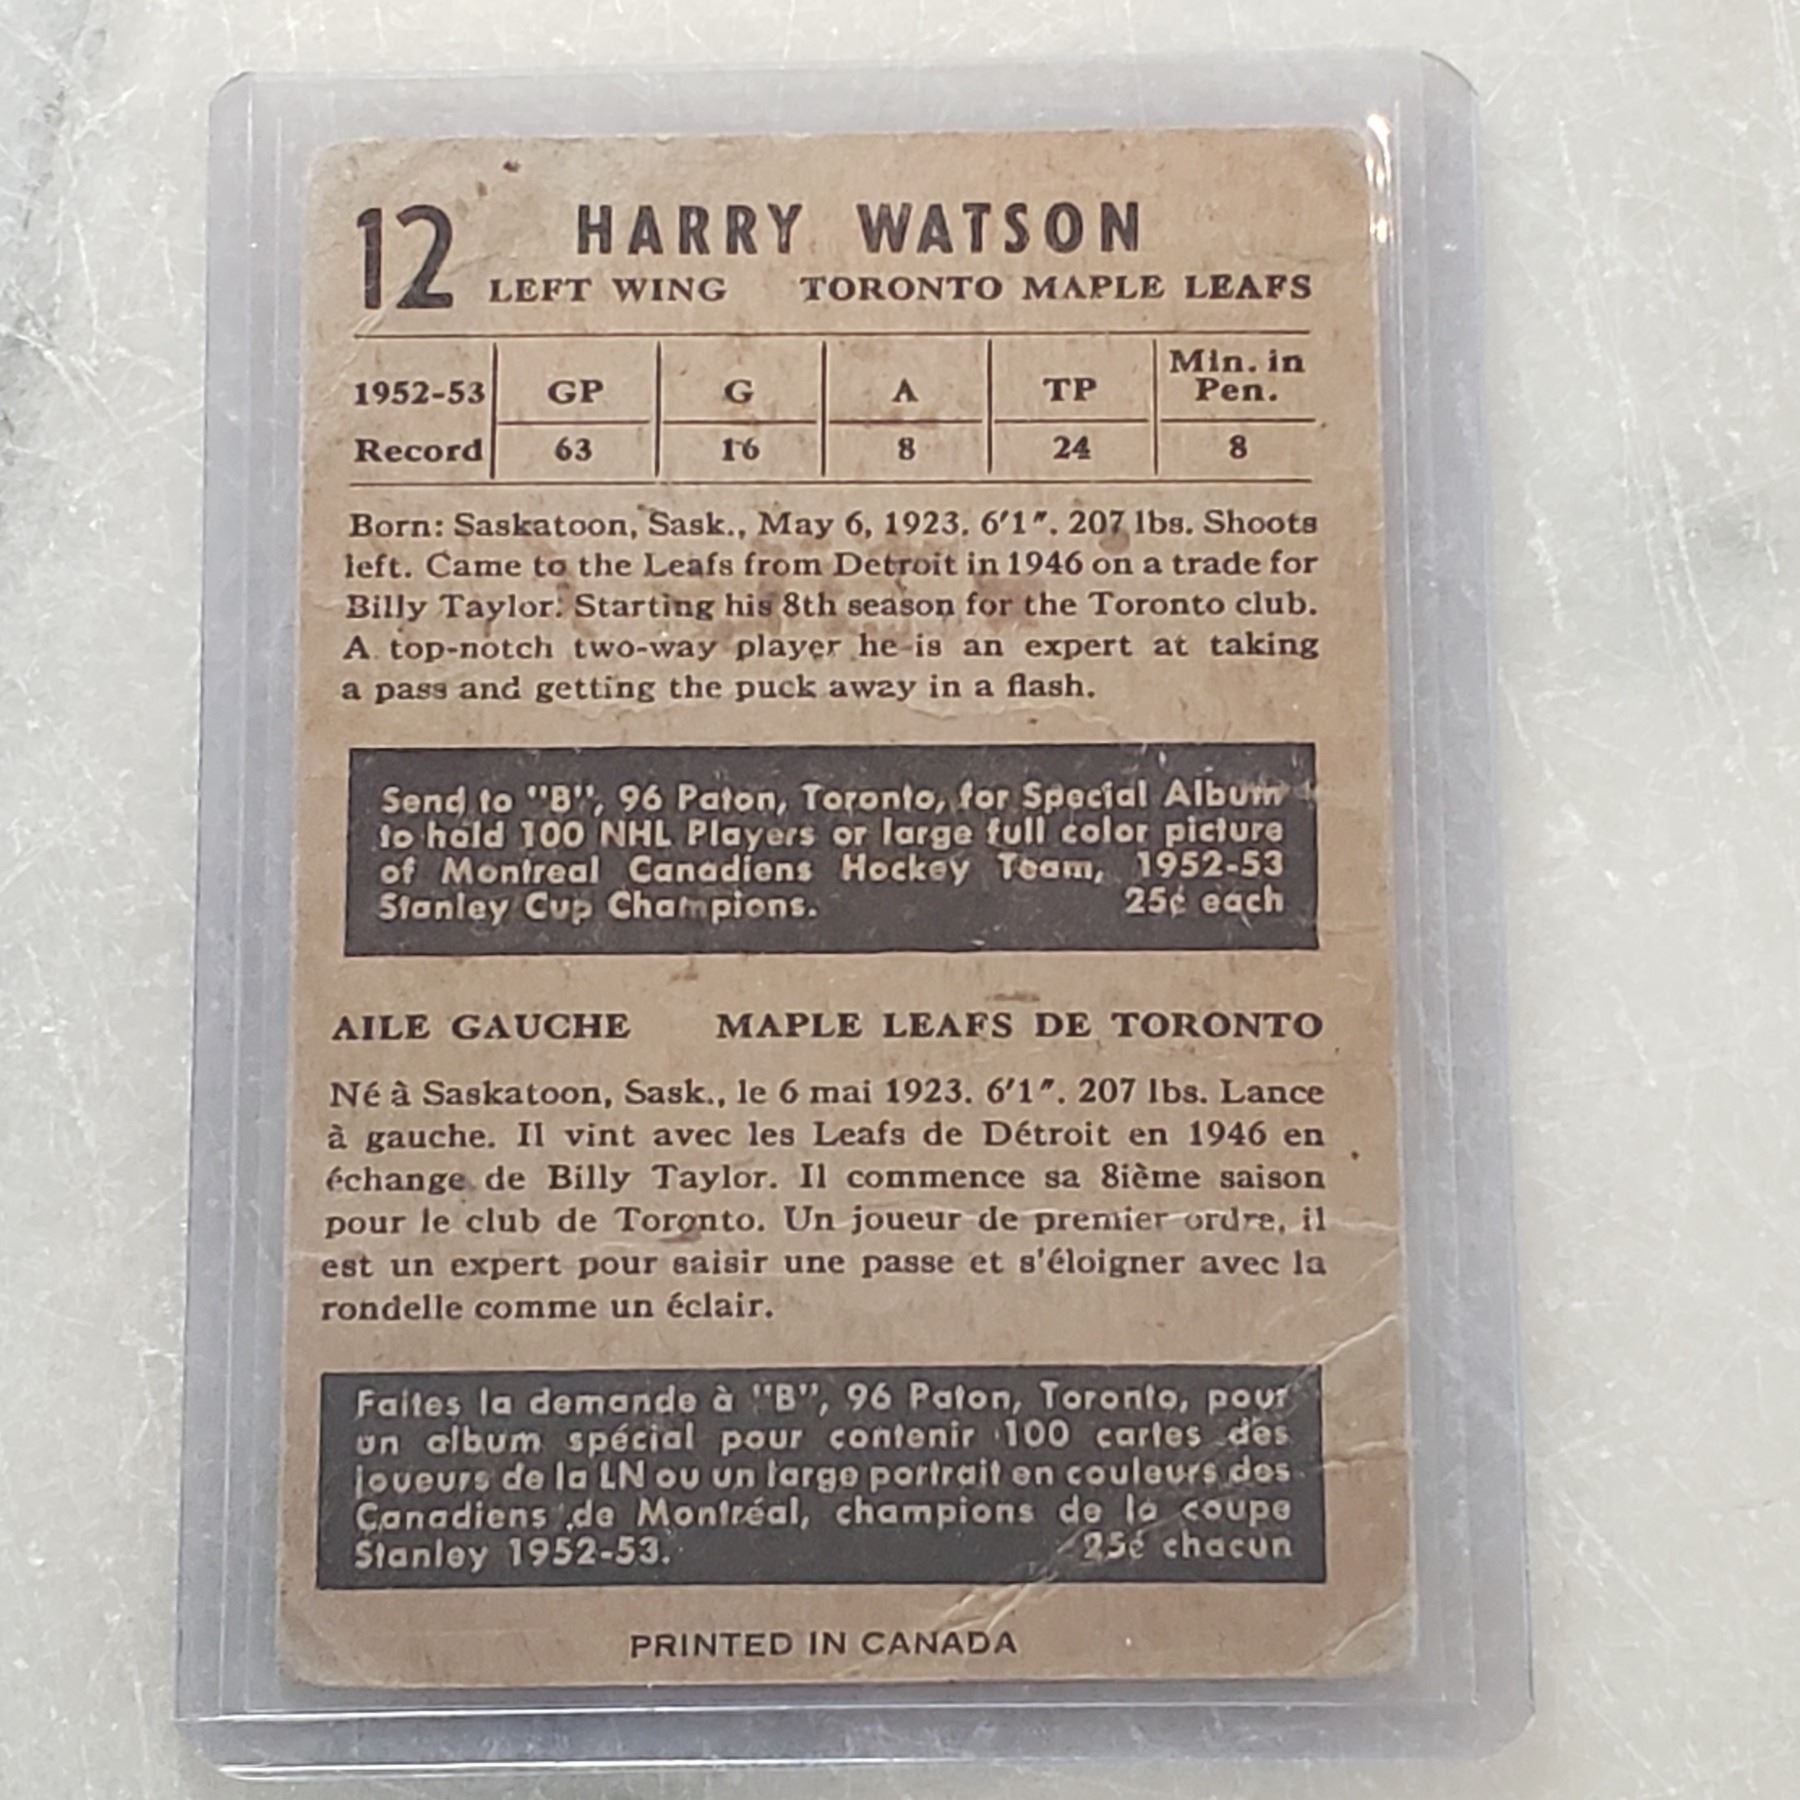 12 HARRY WATSON
LEFT WING TORONTO MAPLE LEAFS
1952-53 GP G A TP Min. in Pen.
Record 63 16 8 24 8
Born: Saskatoon, Sask., May 6, 1923. 6'1". 207 lbs. Shoots
left. Came to the Leafs from Detroit in 1946 on a trade for
Billy Taylor. Starting his 8th season for the Toronto club.
A top-notch two-way player he is an expert at taking
a pass and getting the puck away in a flash.
Send to "B", 96 Paton, Toronto, for Special Album
to hold 100 NHL Players or large full color picture
of Montreal Canadiens Hockey Team, 1952-53
Stanley Cup Champions. 25¢ each
AILE GAUCHE MAPLE LEAFS DE TORONTO
Né à Saskatoon, Sask., le 6 mai 1923. 6'1". 207 lbs. Lance
à gauche. Il vint avec les Leafs de Détroit en 1946 en
échange de Billy Taylor. Il commence sa 8ième saison
pour le club de Toronto. Un joueur de premier ordre, il
est un expert pour saisir une passe et s'éloigner avec la
rondelle comme un éclair.
Faites la demande à "B", 96 Paton, Toronto, pour
un album spécial pour contenir 100 cartes des
joueurs de la LN ou un large portrait en couleurs des
Canadiens de Montréal, champions de la coupe
Stanley 1952-53. 25¢ chacun
PRINTED IN CANADA